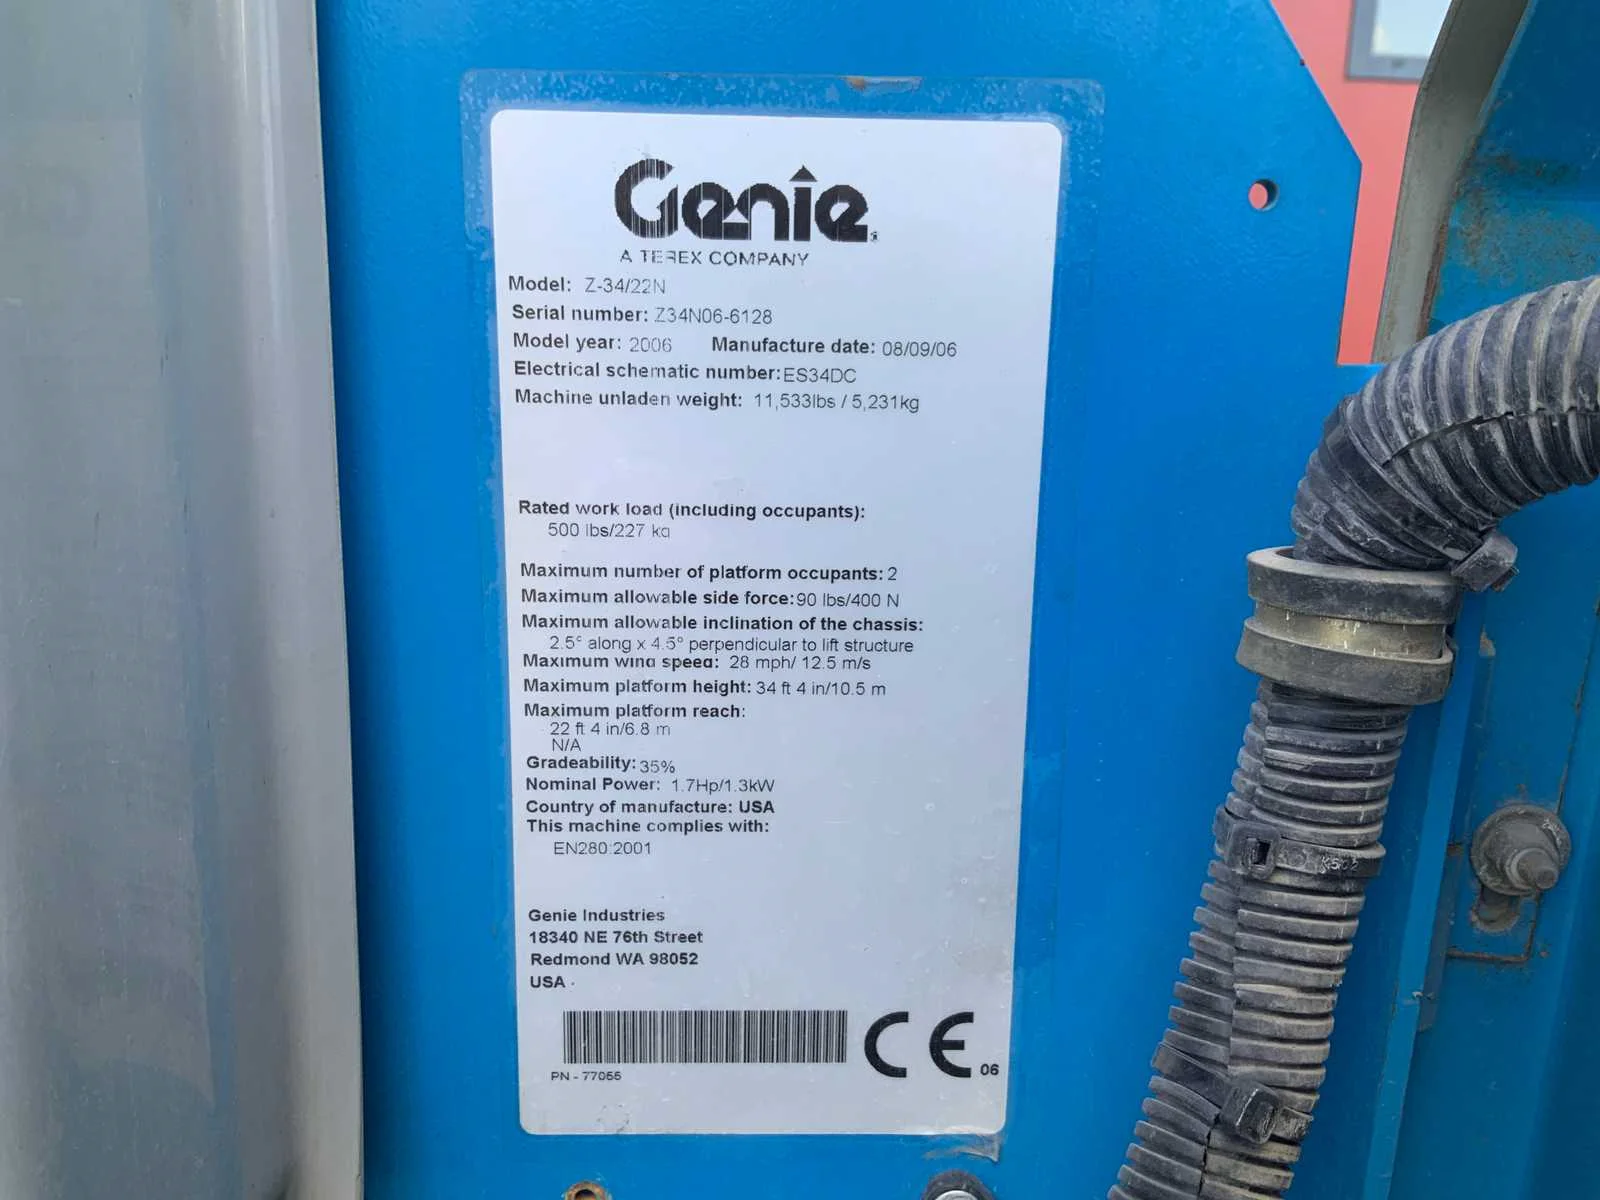 Genie
A TEREX COMPANY
Model: Z-34/22N
Serial number: Z34N06-6128
Model year: 2006 Manufacture date: 08/09/06
Electrical schematic number: ES34DC
Machine unladen weight: 11,533lbs / 5,231kg
Rated work load (including occupants):
500 lbs/227 kg
Maximum number of platform occupants: 2
Maximum allowable side force: 90 lbs/400 N
Maximum allowable inclination of the chassis:
2.5° along x 4.5° perpendicular to lift structure
Maximum wind speed: 28 mph/ 12.5 m/s
Maximum platform height: 34 ft 4 in/10.5 m
Maximum platform reach:
22 ft 4 in/6.8 m
N/A
Gradeability: 35%
Nominal Power: 1.7Hp/1.3kW
Country of manufacture: USA
This machine complies with:
EN280:2001
Genie Industries
18340 NE 76th Street
Redmond WA 98052
USA
CE 06
PN - 77055